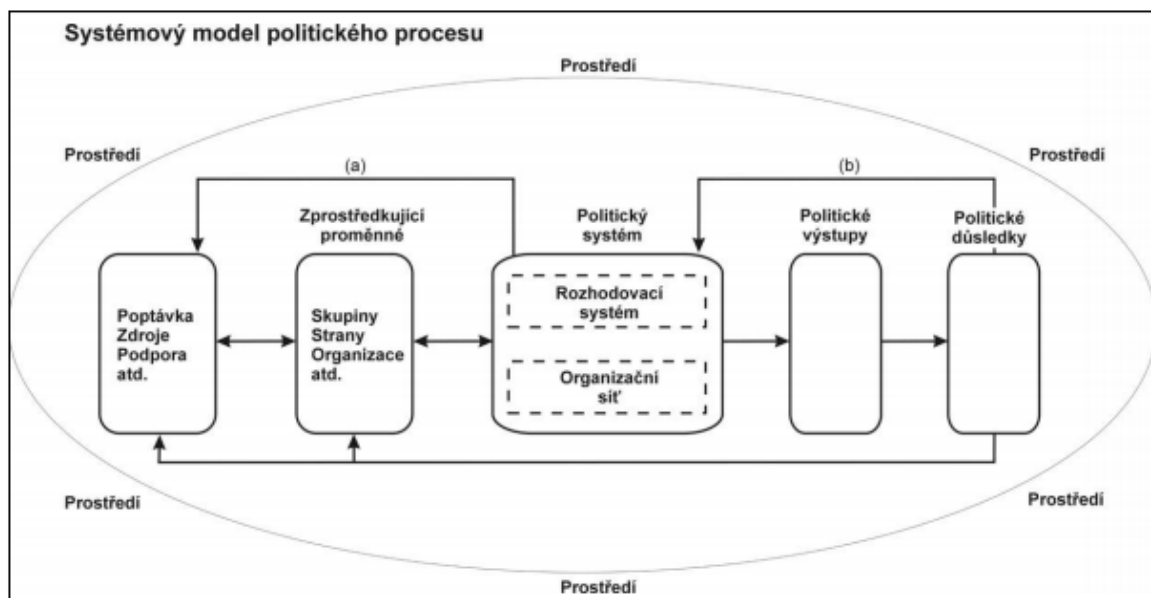 Systémový model politického procesu
Prostředí
Prostředí
Prostředí
(a)
(b)
Zprostředkující
proměnné
Politický
systém
Politické
výstupy
Politické
důsledky
Poptávka
Zdroje
Podpora
atd.
Skupiny
Strany
Organizace
atd.
Rozhodovací
systém
Organizační
síť
Prostředí
Prostředí
Prostředí